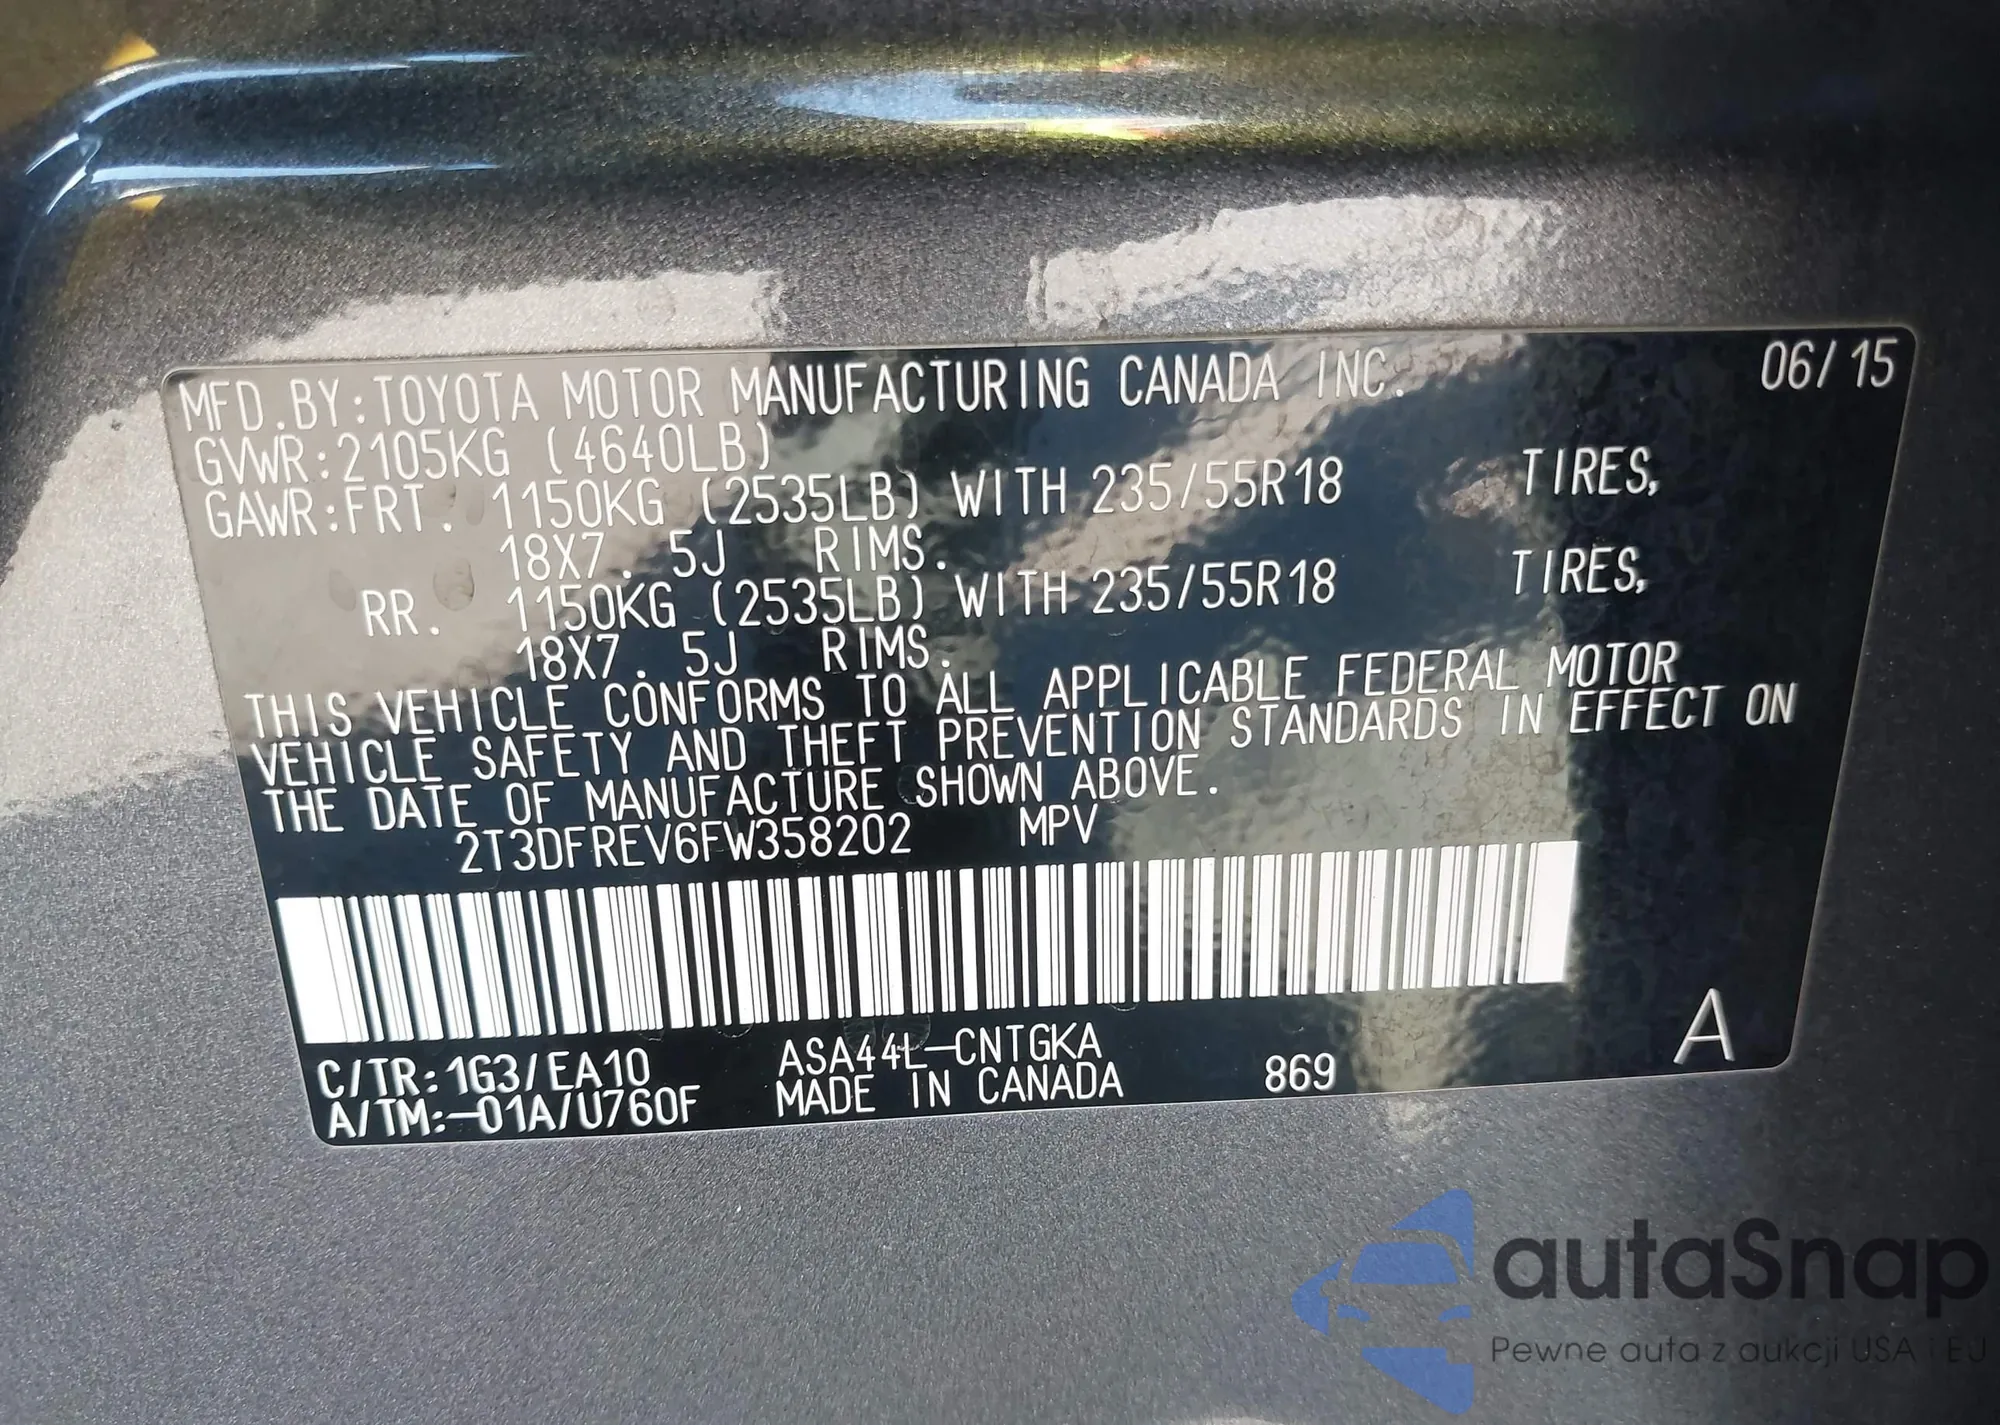 MFD.BY:TOYOTA MOTOR MANUFACTURING CANADA INC. 06/15
GVWR:2105KG (4640LB)
GAWR:FRT. 1150KG (2535LB) WITH 235/55R18 TIRES,
18X7.5J RIMS.
RR. 1150KG (2535LB) WITH 235/55R18 TIRES,
18X7.5J RIMS.
THIS VEHICLE CONFORMS TO ALL APPLICABLE FEDERAL MOTOR
VEHICLE SAFETY AND THEFT PREVENTION STANDARDS IN EFFECT ON
THE DATE OF MANUFACTURE SHOWN ABOVE.
2T3DFREV6FW358202 MPV
C/TR:1G3/EA10 ASA44L-CNTGKA 869 A
A/TM:-01A/U760F MADE IN CANADA
autaSnap
Pewne auta z aukcji USA i EU